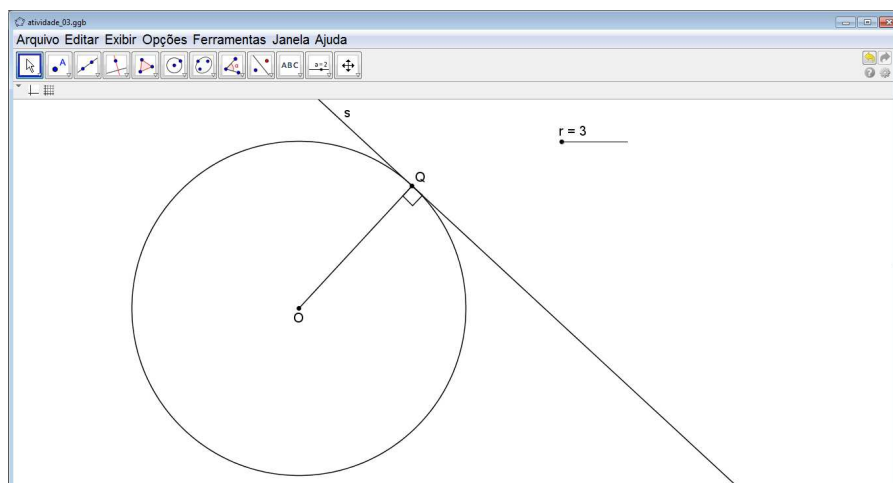 atividade_03.ggb
Arquivo Editar Exibir Opções Ferramentas Janela Ajuda
A ABC a=2
s
r = 3
Q
O